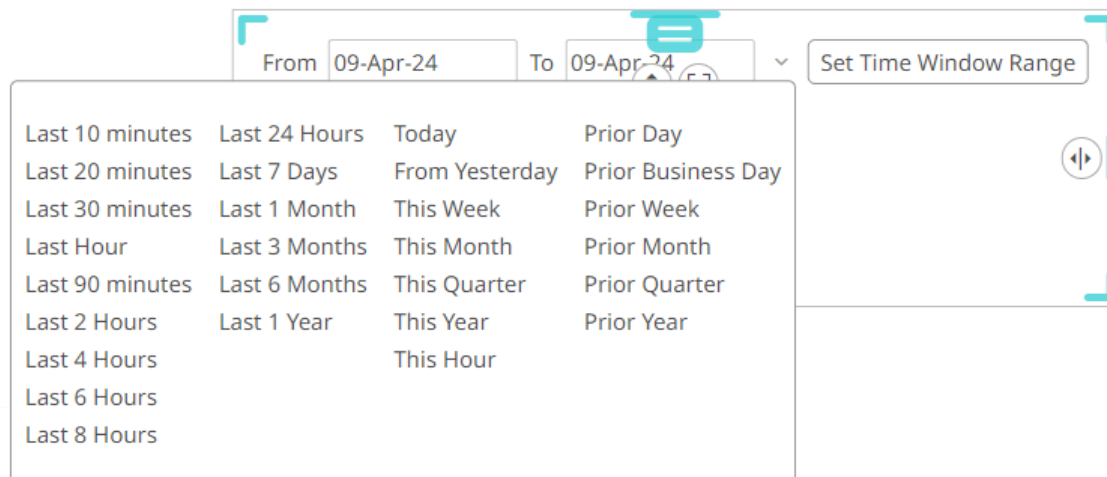 From 09-Apr-24 To 09-Apr-24 Set Time Window Range
Last 10 minutes Last 24 Hours Today Prior Day
Last 20 minutes Last 7 Days From Yesterday Prior Business Day
Last 30 minutes Last 1 Month This Week Prior Week
Last Hour Last 3 Months This Month Prior Month
Last 90 minutes Last 6 Months This Quarter Prior Quarter
Last 2 Hours Last 1 Year This Year Prior Year
Last 4 Hours This Hour
Last 6 Hours
Last 8 Hours